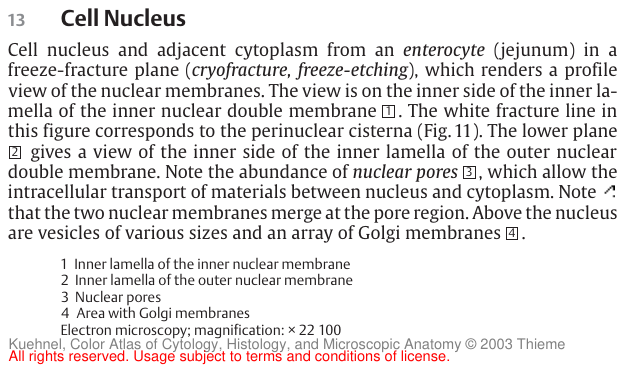 13 Cell Nucleus
Cell nucleus and adjacent cytoplasm from an enterocyte (jejunum) in a
freeze-fracture plane (cryofracture, freeze-etching), which renders a profile
view of the nuclear membranes. The view is on the inner side of the inner la-
mella of the inner nuclear double membrane 1. The white fracture line in
this figure corresponds to the perinuclear cisterna (Fig. 11). The lower plane
2 gives a view of the inner side of the inner lamella of the outer nuclear
double membrane. Note the abundance of nuclear pores 3, which allow the
intracellular transport of materials between nucleus and cytoplasm. Note ↗:
that the two nuclear membranes merge at the pore region. Above the nucleus
are vesicles of various sizes and an array of Golgi membranes 4.
1 Inner lamella of the inner nuclear membrane
2 Inner lamella of the outer nuclear membrane
3 Nuclear pores
4 Area with Golgi membranes
Electron microscopy; magnification: × 22 100
Kuehnel, Color Atlas of Cytology, Histology, and Microscopic Anatomy © 2003 Thieme
All rights reserved. Usage subject to terms and conditions of license.